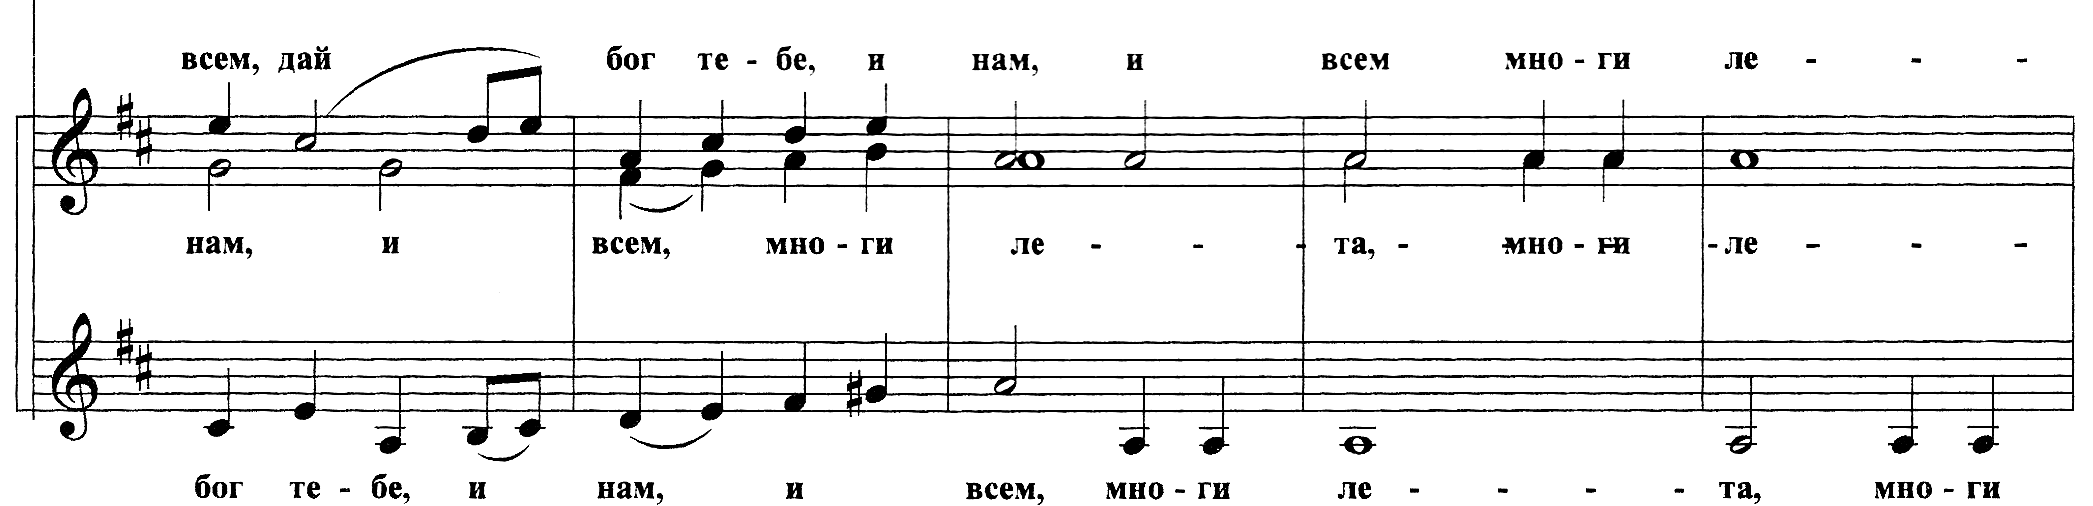 всем, дай бог те - бе, и нам, и всем мно - ги ле - - -
нам, и всем, мно - ги ле - - - та, - мно - ги - ле - - -
бог те - бе, и нам, и всем, мно - ги ле - - - - та, мно - ги